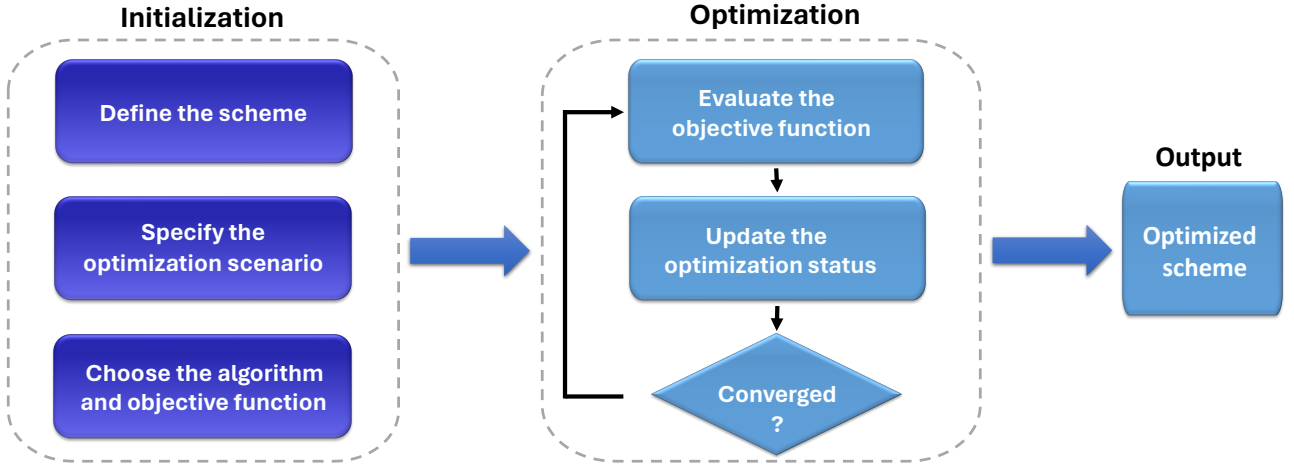 Initialization
Define the scheme
Specify the
optimization scenario
Choose the algorithm
and objective function
Optimization
Evaluate the
objective function
Update the
optimization status
Converged
?
Output
Optimized
scheme